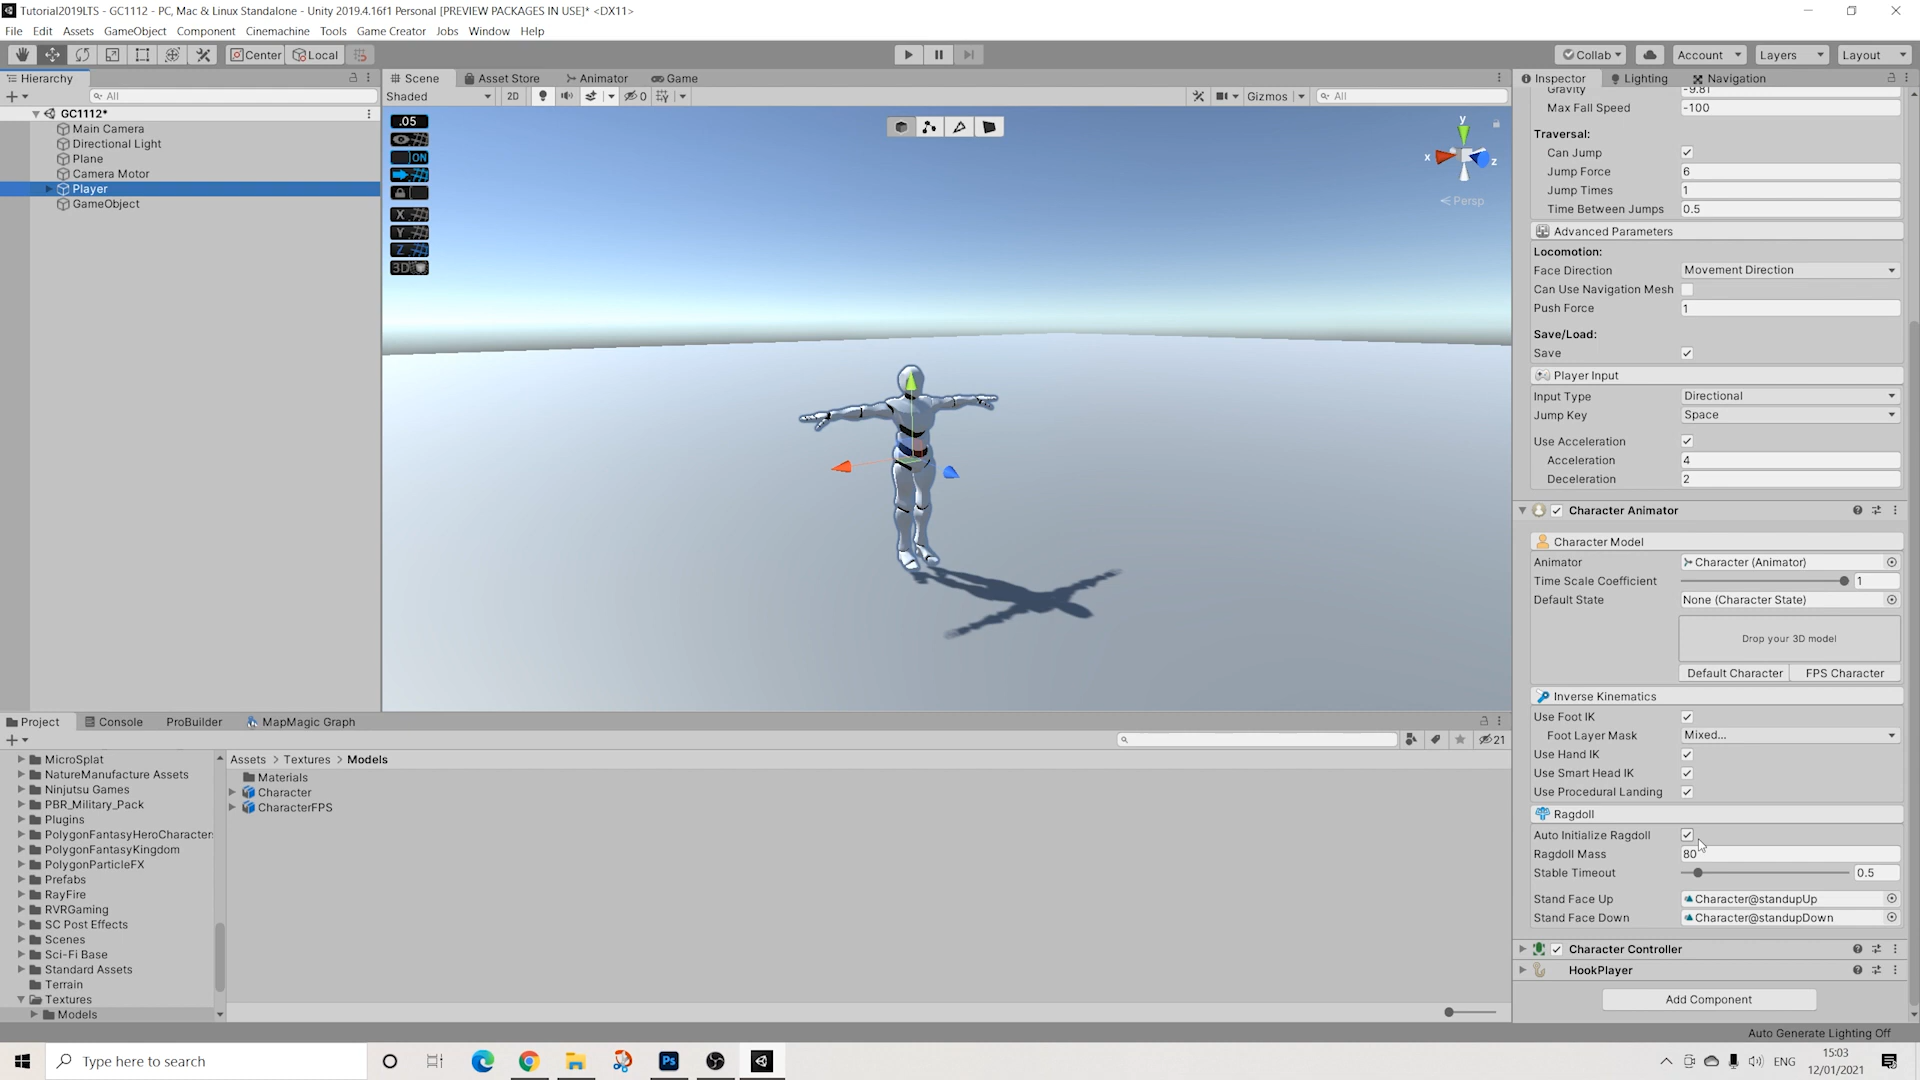 Tutorial2019LTS - GC1112 - PC, Mac & Linux Standalone - Unity 2019.4.16f1 Personal [PREVIEW PACKAGES IN USE]* <DX11>
File Edit Assets GameObject Component Cinemachine Tools Game Creator Jobs Window Help
Center Local Collab Account Layers Layout
Hierarchy
All
GC1112*
Main Camera
Directional Light
Plane
Camera Motor
Player
GameObject
Scene Asset Store Animator Game
Shaded 2D 0 Gizmos All
.05
ON
X
Y
Z
3D
y
x
z
Persp
Inspector Lighting Navigation
Gravity -9.81
Max Fall Speed -100
Traversal:
Can Jump
Jump Force 6
Jump Times 1
Time Between Jumps 0.5
Advanced Parameters
Locomotion:
Face Direction Movement Direction
Can Use Navigation Mesh
Push Force 1
Save/Load:
Save
Player Input
Input Type Directional
Jump Key Space
Use Acceleration
Acceleration 4
Deceleration 2
Character Animator
Character Model
Animator Character (Animator)
Time Scale Coefficient 1
Default State None (Character State)
Drop your 3D model
Default Character FPS Character
Inverse Kinematics
Use Foot IK
Foot Layer Mask Mixed...
Use Hand IK
Use Smart Head IK
Use Procedural Landing
Ragdoll
Auto Initialize Ragdoll
Ragdoll Mass 80
Stable Timeout 0.5
Stand Face Up Character@standupUp
Stand Face Down Character@standupDown
Character Controller
HookPlayer
Add Component
Project Console ProBuilder MapMagic Graph
21
MicroSplat
NatureManufacture Assets
Ninjutsu Games
PBR_Military_Pack
Plugins
PolygonFantasyHeroCharacters
PolygonFantasyKingdom
PolygonParticleFX
Prefabs
RayFire
RVRGaming
SC Post Effects
Scenes
Sci-Fi Base
Standard Assets
Terrain
Textures
Models
Assets > Textures > Models
Materials
Character
CharacterFPS
Auto Generate Lighting Off
Type here to search
Ps
ENG
15:03
12/01/2021